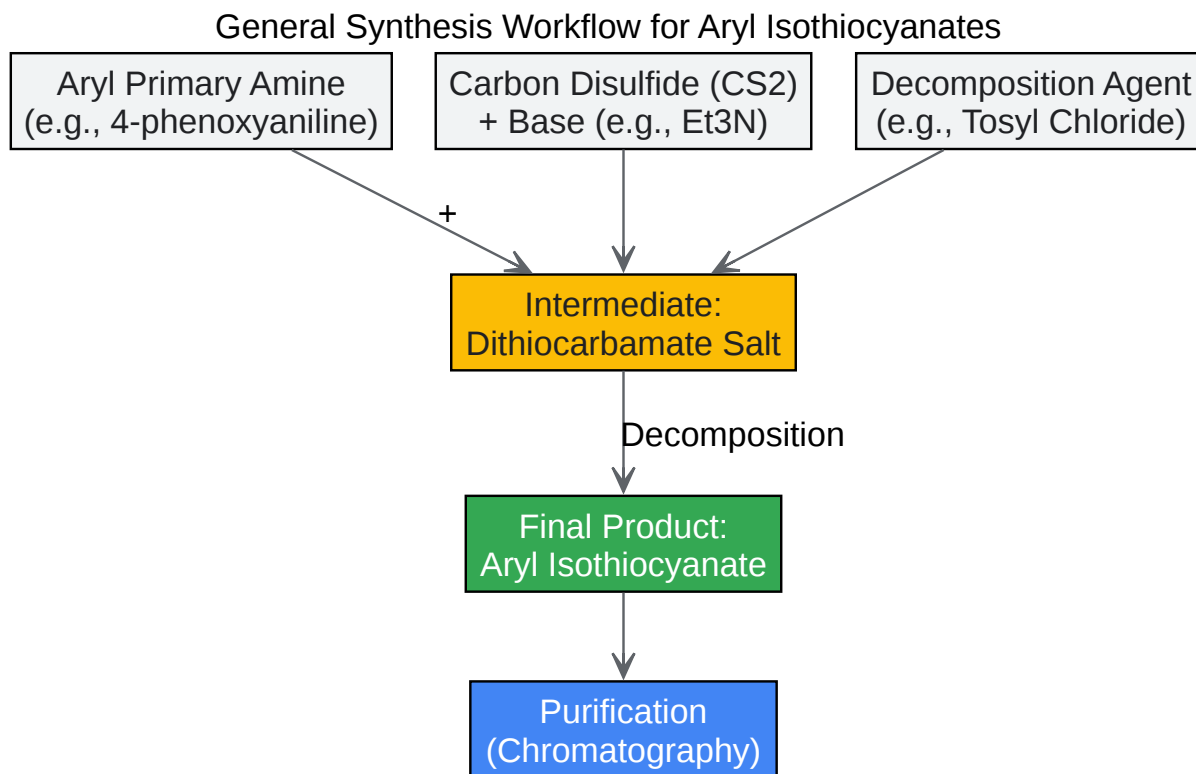 General Synthesis Workflow for Aryl Isothiocyanates
Aryl Primary Amine
(e.g., 4-phenoxyaniline)
Carbon Disulfide (CS2)
+ Base (e.g., Et3N)
Decomposition Agent
(e.g., Tosyl Chloride)
+
Intermediate:
Dithiocarbamate Salt
Decomposition
Final Product:
Aryl Isothiocyanate
Purification
(Chromatography)